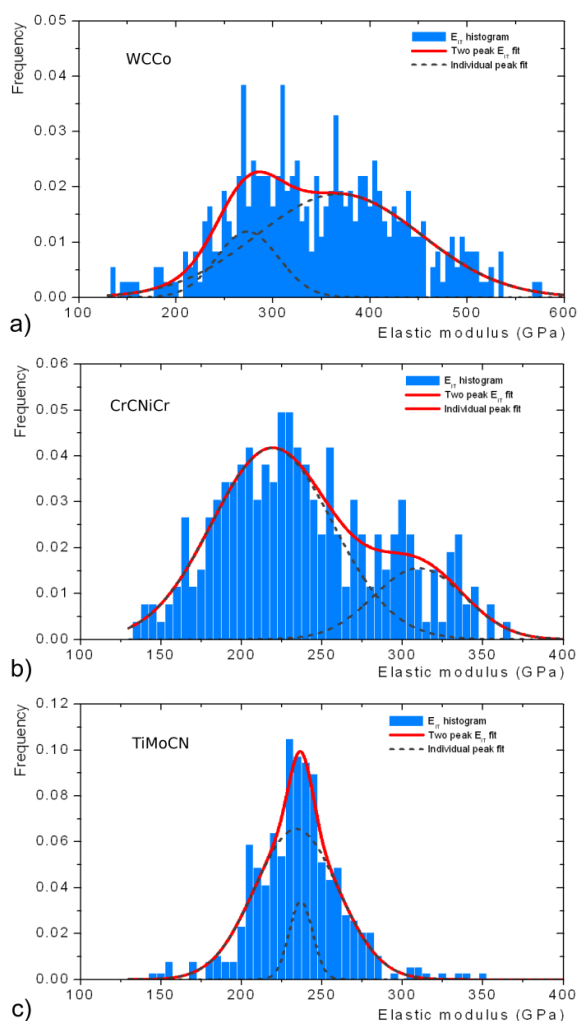 a)
WCCo
Frequency
E_IT histogram
Two peak E_IT fit
Individual peak fit
0.05
0.04
0.03
0.02
0.01
0.00
100 200 300 400 500 600
Elastic modulus (GPa)
b)
CrCNiCr
Frequency
E_IT histogram
Two peak E_IT fit
Individual peak fit
0.06
0.05
0.04
0.03
0.02
0.01
0.00
100 150 200 250 300 350 400
Elastic modulus (GPa)
c)
TiMoCN
Frequency
E_IT histogram
Two peak E_IT fit
Individual peak fit
0.12
0.10
0.08
0.06
0.04
0.02
0.00
100 150 200 250 300 350 400
Elastic modulus (GPa)